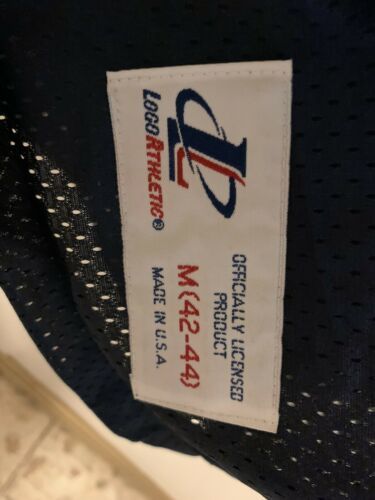 LOGO ATHLETIC®
OFFICIALLY LICENSED
PRODUCT
M(42-44)
MADE IN U.S.A.